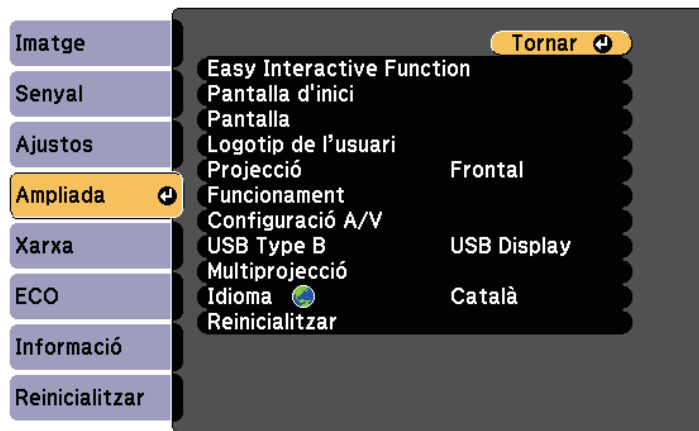 Imatge
Senyal
Ajustos
Ampliada
Xarxa
ECO
Informació
Reinicialitzar
Tornar
Easy Interactive Function
Pantalla d'inici
Pantalla
Logotip de l’usuari
Projecció Frontal
Funcionament
Configuració A/V
USB Type B USB Display
Multiprojecció
Idioma Català
Reinicialitzar